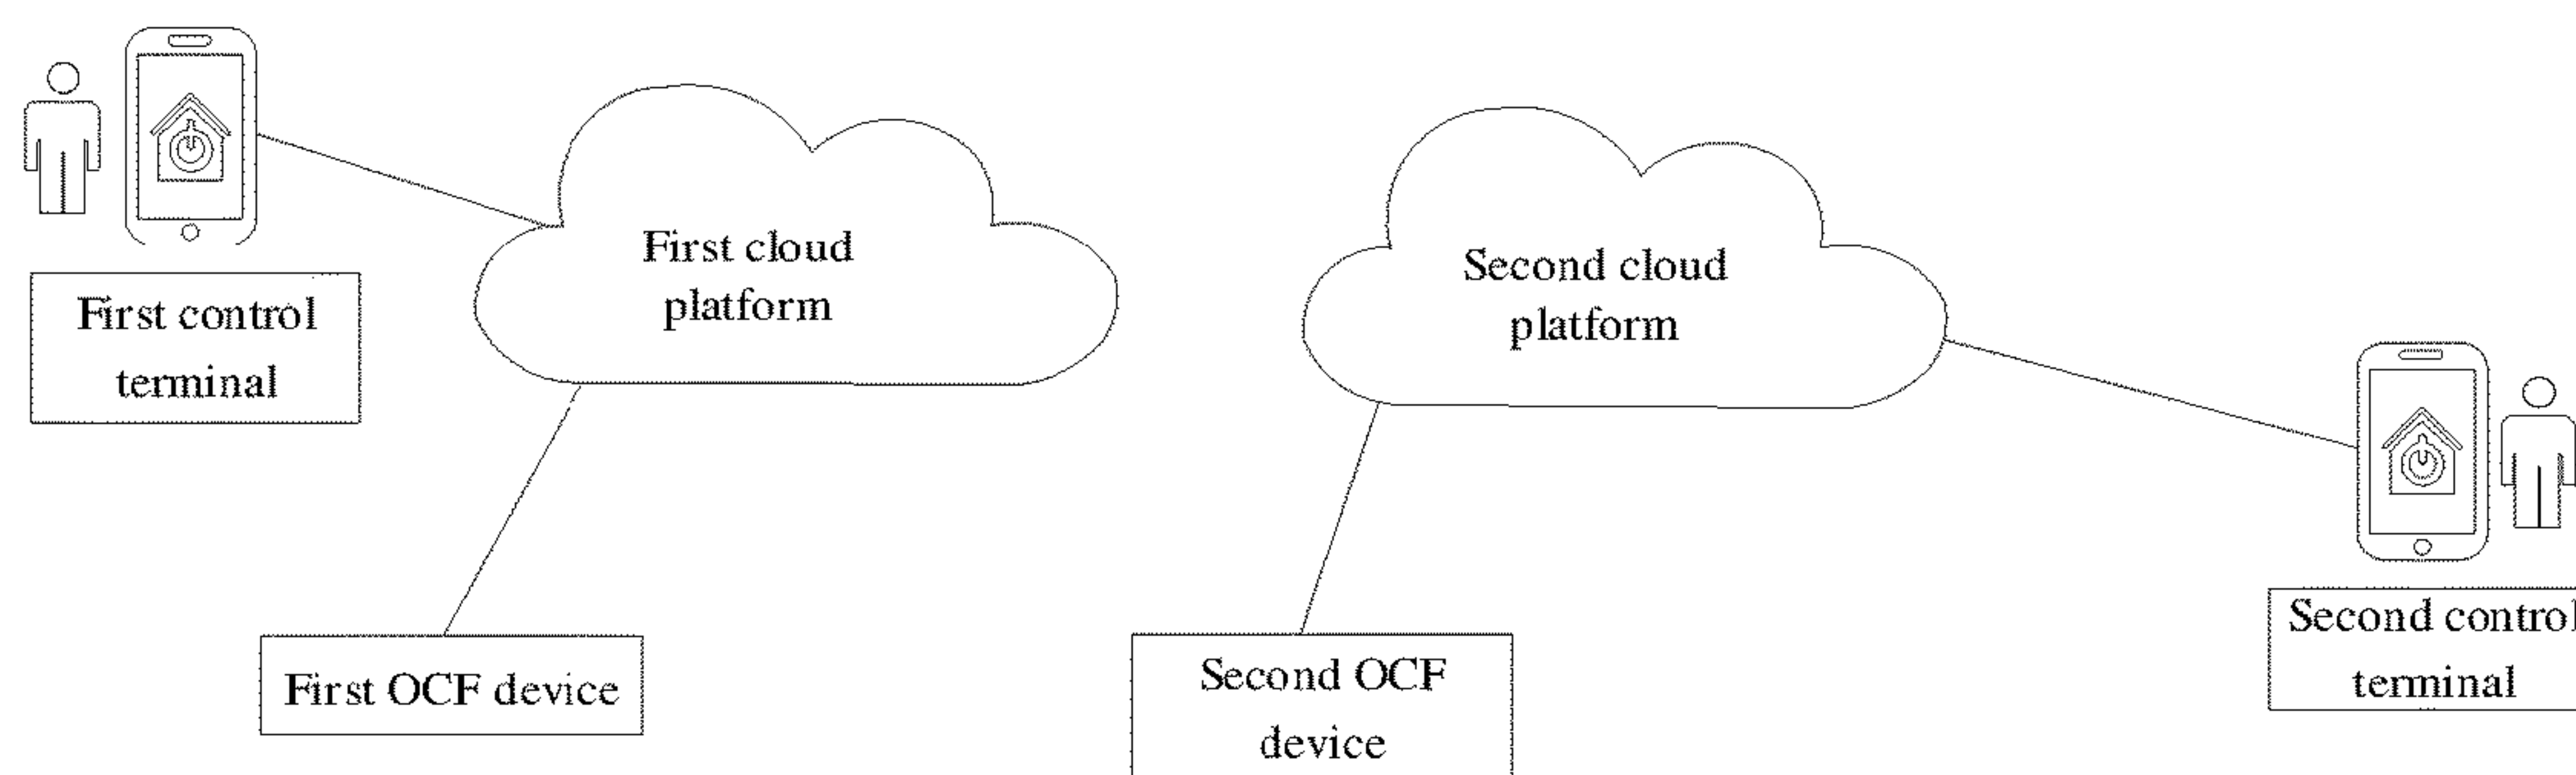 First cloud
platform
Second cloud
platform
First control
terminal
Second control
terminal
First OCF device
Second OCF
device